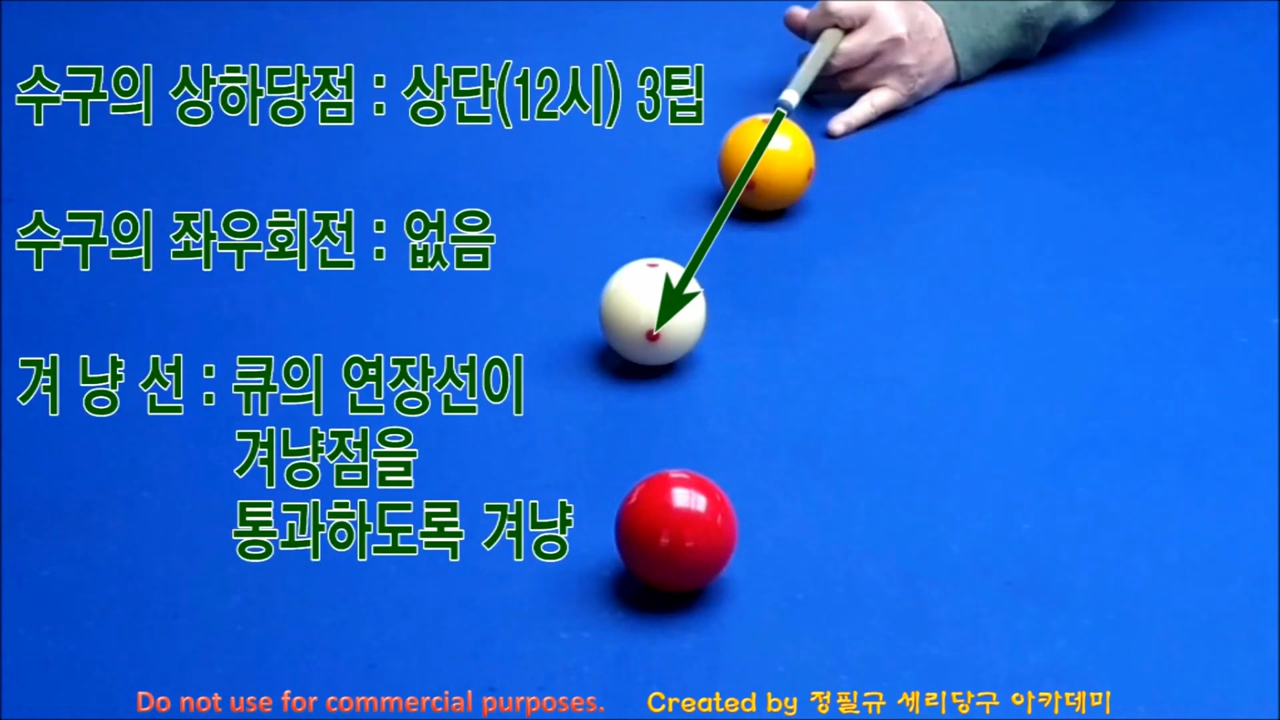 수구의 상하당점 : 상단(12시) 3팁
수구의 좌우회전 : 없음
겨 냥 선 : 큐의 연장선이
겨냥점을
통과하도록 겨냥
Do not use for commercial purposes. Created by 정필규 세리당구 아카데미